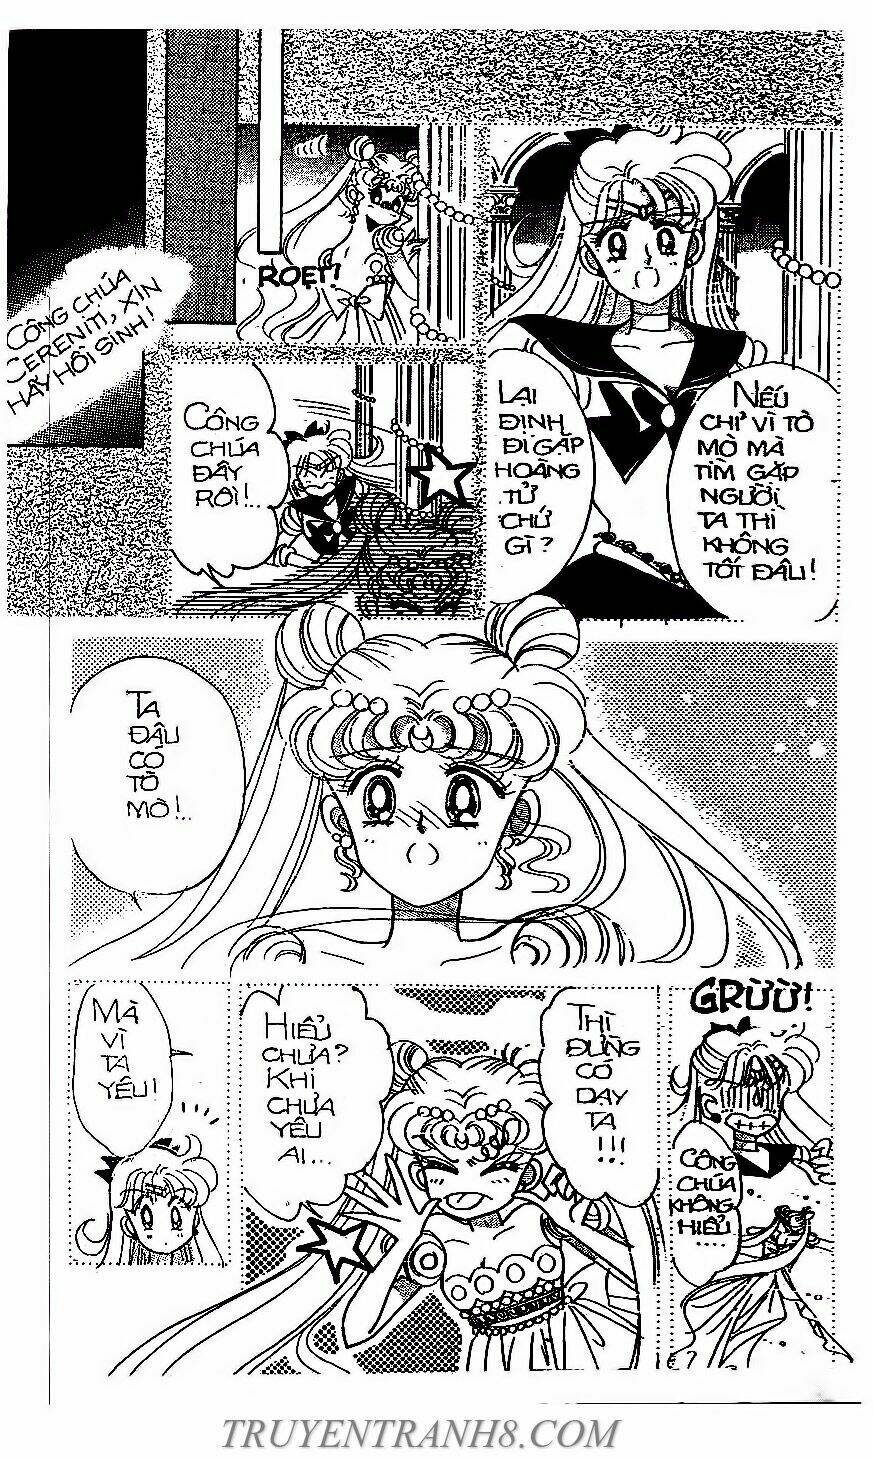 CÔNG CHÚA
CERENITI, XIN
HÃY HỒI SINH!
ROẸT!
CÔNG
CHÚA
ĐÂY
RỒI!...
LẠI
ĐỊNH
ĐI GẶP
HOÀNG
TỬ
CHỨ
GÌ?
NẾU
CHỈ VÌ TÒ
MÒ MÀ
TÌM GẶP
NGƯỜI,
TA THÌ
KHÔNG
TỐT ĐÂU!
TA
ĐÂU
CÓ
TÒ
MÒ!..
MÀ
VÌ
TA
YÊU!
HIỂU
CHƯA?
KHI
CHƯA
YÊU
AI...
THÌ
ĐỪNG
CÓ
DẠY
TA
!!!
GRỪỪ!
CÔNG
CHÚA
KHÔNG
HIỂU
....
TRUYENTRANH8.COM